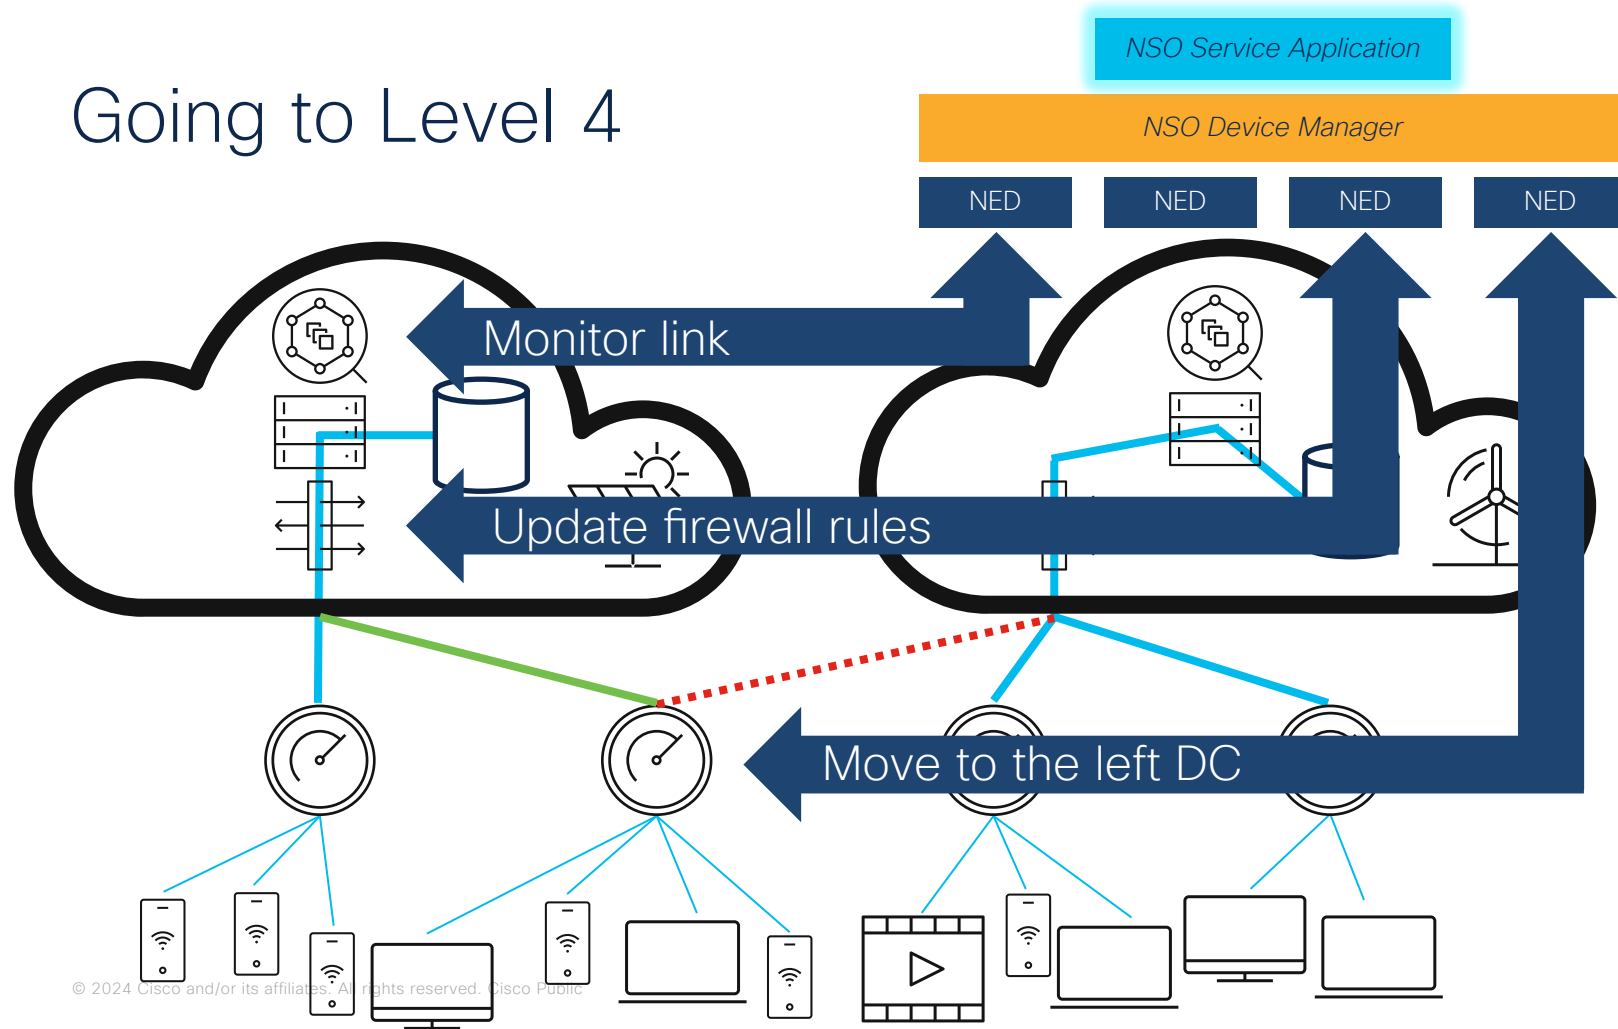 NSO Service Application
Going to Level 4
NSO Device Manager
NED
NED
NED
NED
Monitor link
Update firewall rules
Move to the left DC
© 2024 Cisco and/or its affiliates. All rights reserved. Cisco Public